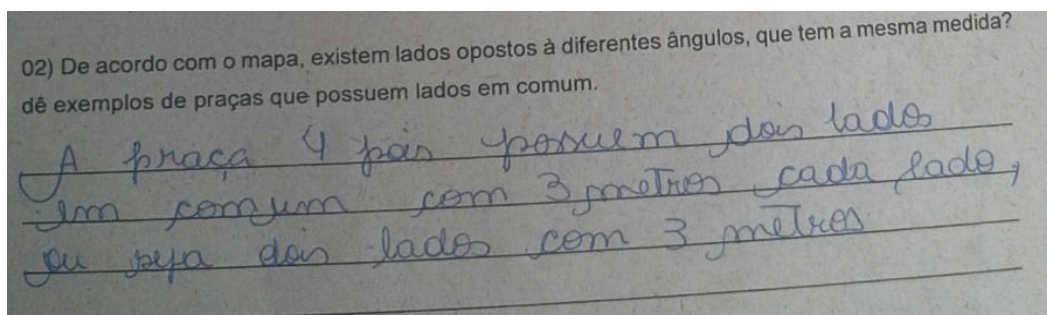 02) De acordo com o mapa, existem lados opostos à diferentes ângulos, que tem a mesma medida?
dê exemplos de praças que possuem lados em comum.
A praça 4 pois possuem dois lados
em comum com 3 metros cada lado,
ou seja dois lados com 3 metros